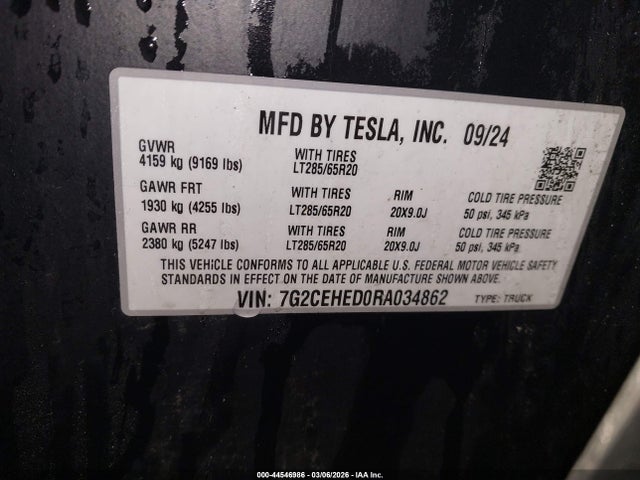 MFD BY TESLA, INC. 09/24
GVWR
4159 kg (9169 lbs) WITH TIRES LT285/65R20
GAWR FRT WITH TIRES RIM COLD TIRE PRESSURE
1930 kg (4255 lbs) LT285/65R20 20X9.0J 50 psi, 345 kPa
GAWR RR WITH TIRES RIM COLD TIRE PRESSURE
2380 kg (5247 lbs) LT285/65R20 20X9.0J 50 psi, 345 kPa
THIS VEHICLE CONFORMS TO ALL APPLICABLE U.S. FEDERAL MOTOR VEHICLE SAFETY
STANDARDS IN EFFECT ON THE DATE OF MANUFACTURE SHOWN ABOVE.
VIN: 7G2CEHED0RA034862 TYPE: TRUCK
000-44546986 - 03/06/2026 - IAA Inc.